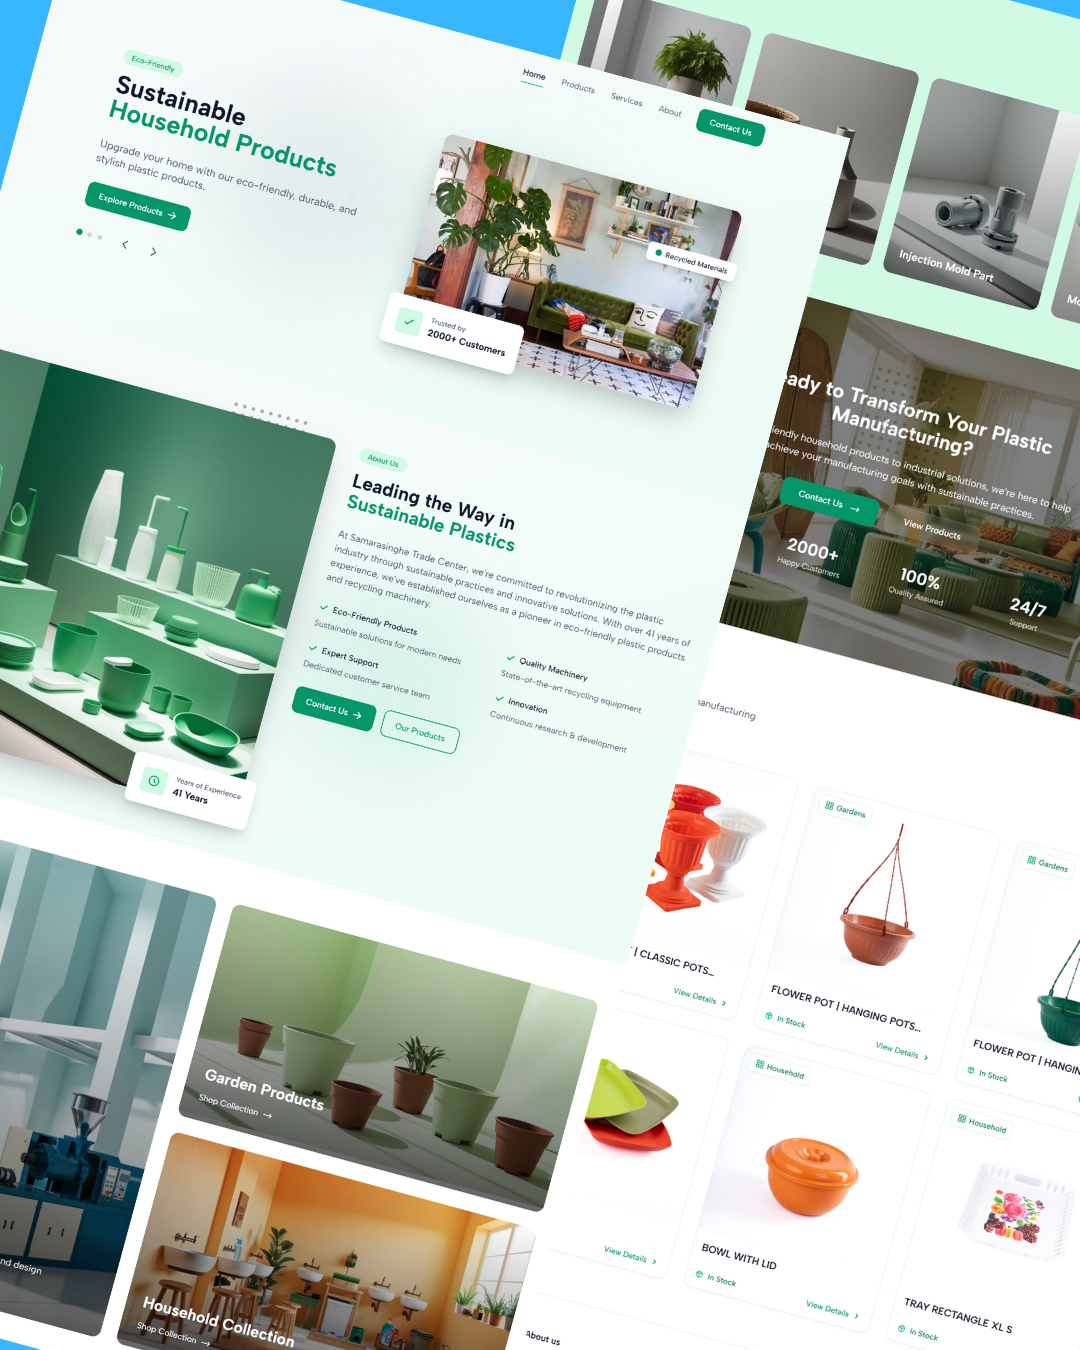 Home
Products
Services
About
Contact Us
Eco-Friendly
Sustainable
Household Products
Upgrade your home with our eco-friendly, durable, and
stylish plastic products.
Explore Products →
Recycled Materials
Trusted by
2000+ Customers
About Us
Leading the Way in
Sustainable Plastics
At Samarasinghe Trade Center, we're committed to revolutionizing the plastic
industry through sustainable practices and innovative solutions. With over 41 years of
experience, we've established ourselves as a pioneer in eco-friendly plastic products
and recycling machinery.
Eco-Friendly Products
Sustainable solutions for modern needs
Quality Machinery
State-of-the-art recycling equipment
Expert Support
Dedicated customer service team
Innovation
Continuous research & development
Contact Us →
Our Products
Years of Experience
41 Years
nd design
Garden Products
Shop Collection →
Household Collection
Shop Collection →
Injection Mold Part
Mo
ady to Transform Your Plastic
Manufacturing?
iendly household products to industrial solutions, we're here to help
chieve your manufacturing goals with sustainable practices.
Contact Us →
View Products
2000+
Happy Customers
100%
Quality Assured
24/7
Support
manufacturing
| CLASSIC POTS...
View Details >
Gardens
FLOWER POT | HANGING POTS...
In Stock
View Details >
Gardens
FLOWER POT | HANGIN
In Stock
View Details >
Household
BOWL WITH LID
In Stock
View Details >
Household
TRAY RECTANGLE XL S
In Stock
About us